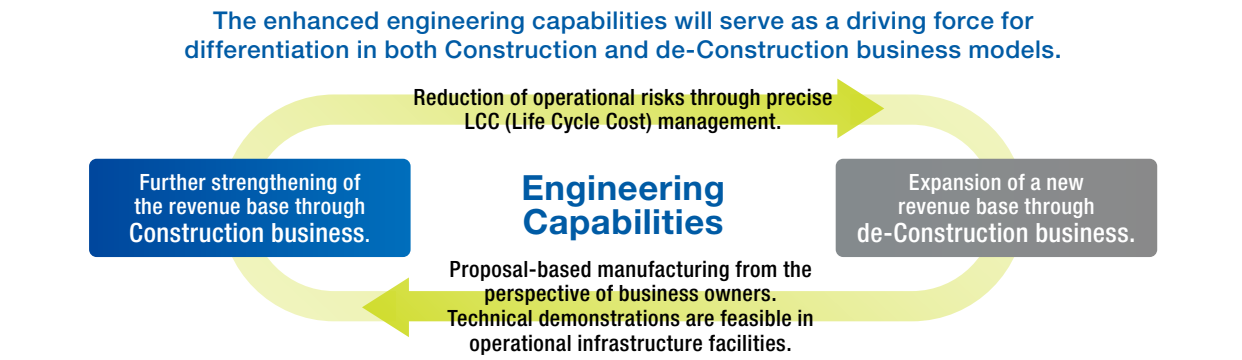 The enhanced engineering capabilities will serve as a driving force for
differentiation in both Construction and de-Construction business models.
Reduction of operational risks through precise
LCC (Life Cycle Cost) management.
Further strengthening of
the revenue base through
Construction business.
Engineering
Capabilities
Expansion of a new
revenue base through
de-Construction business.
Proposal-based manufacturing from the
perspective of business owners.
Technical demonstrations are feasible in
operational infrastructure facilities.